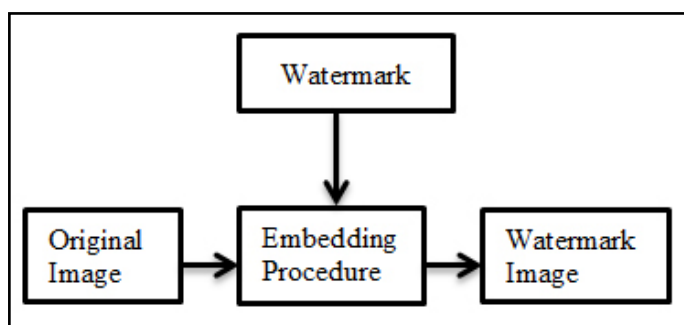 Watermark
Original
Image
Embedding
Procedure
Watermark
Image